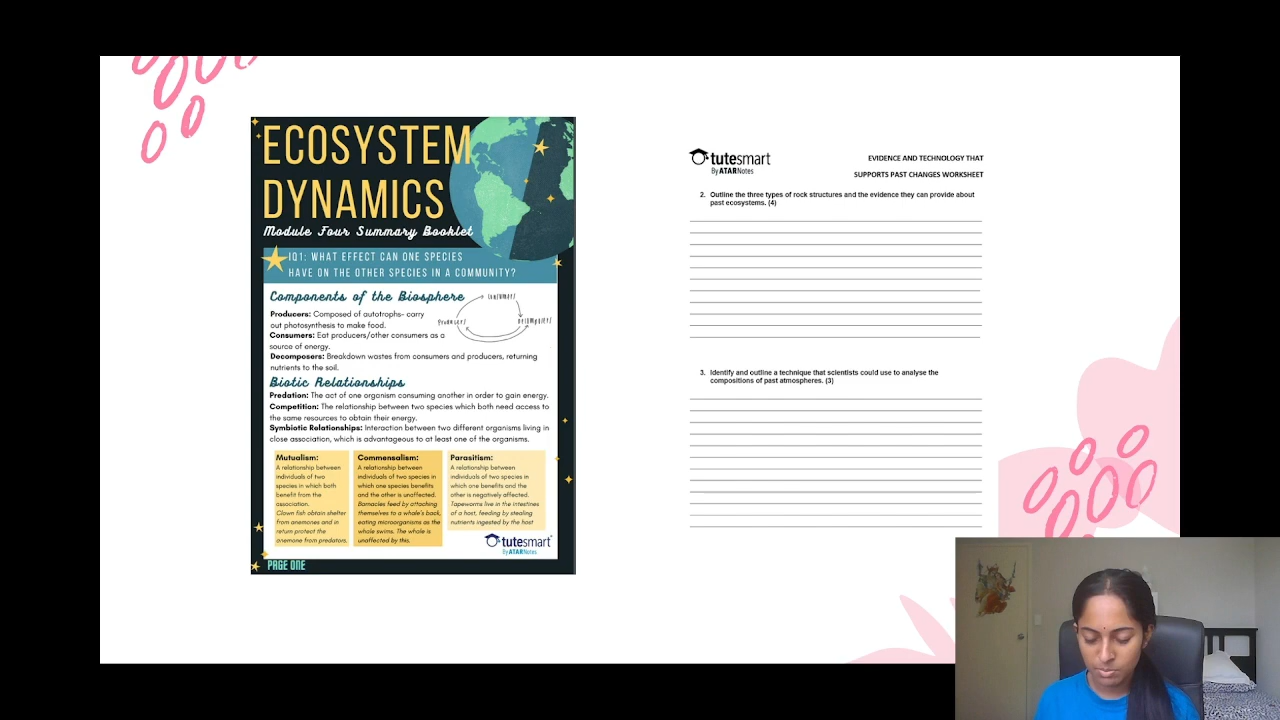 ECOSYSTEM
DYNAMICS
Module Four Summary Booklet
IQ1: WHAT EFFECT CAN ONE SPECIES
HAVE ON THE OTHER SPECIES IN A COMMUNITY?
Components of the Biosphere
Producers: Composed of autotrophs- carry
out photosynthesis to make food.
Consumers: Eat producers/other consumers as a
source of energy.
Decomposers: Breakdown wastes from consumers and producers, returning
nutrients to the soil.
consumers
producers
decomposers
Biotic Relationships
Predation: The act of one organism consuming another in order to gain energy.
Competition: The relationship between two species which both need access to
the same resources to obtain their energy.
Symbiotic Relationships: Interaction between two different organisms living in
close association, which is advantageous to at least one of the organisms.
Mutualism:
A relationship between
individuals of two
species in which both
benefit from the
association.
Clown fish obtain shelter
from anemones and in
return protect the
anemone from predators.
Commensalism:
A relationship between
individuals of two species in
which one species benefits
and the other is unaffected.
Barnacles feed by attaching
themselves to a whale's back,
eating microorganisms as the
whale swims. The whale is
unaffected by this.
Parasitism:
A relationship between
individuals of two species in
which one benefits and the
other is negatively affected.
Tapeworms live in the intestines
of a host, feeding by stealing
nutrients ingested by the host
tutesmart
By ATARNotes
PAGE ONE
tutesmart
By ATARNotes
EVIDENCE AND TECHNOLOGY THAT
SUPPORTS PAST CHANGES WORKSHEET
2. Outline the three types of rock structures and the evidence they can provide about
past ecosystems. (4)
3. Identify and outline a technique that scientists could use to analyse the
compositions of past atmospheres. (3)